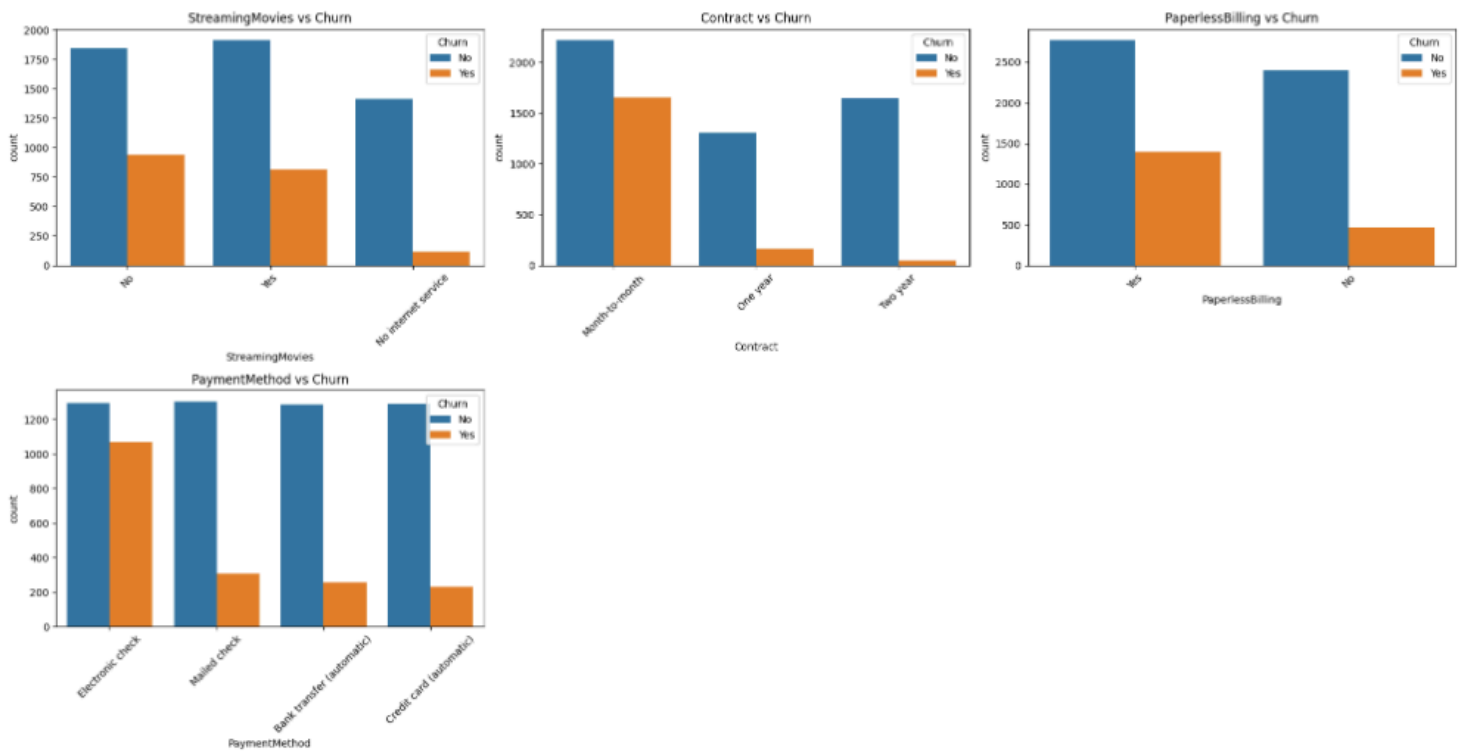 StreamingMovies vs Churn
2000
1750
1500
1250
1000
750
500
250
0
count
Churn
No
Yes
No
Yes
No internet service
StreamingMovies
Contract vs Churn
2000
1500
1000
500
0
count
Churn
No
Yes
Month-to-month
One year
Two year
Contract
PaperlessBilling vs Churn
2500
2000
1500
1000
500
0
count
Churn
No
Yes
Yes
No
PaperlessBilling
PaymentMethod vs Churn
1200
1000
800
600
400
200
0
count
Churn
No
Yes
Electronic check
Mailed check
Bank transfer (automatic)
Credit card (automatic)
PaymentMethod